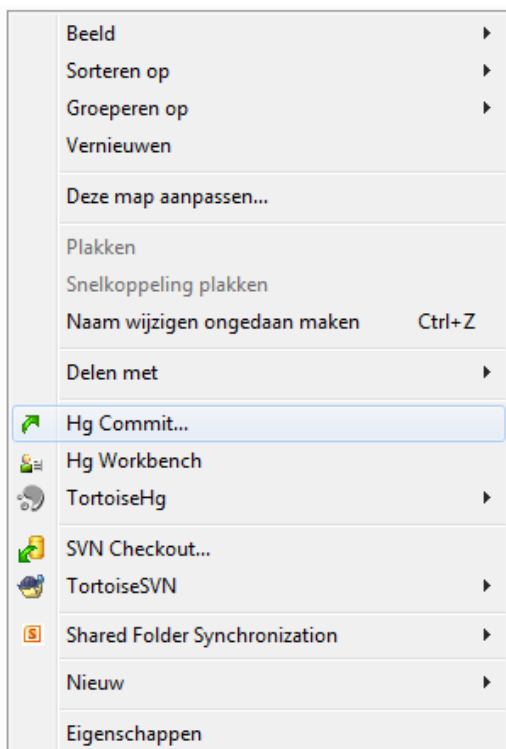 Beeld
Sorteren op
Groeperen op
Vernieuwen
Deze map aanpassen...
Plakken
Snelkoppeling plakken
Naam wijzigen ongedaan maken Ctrl+Z
Delen met
Hg Commit...
Hg Workbench
TortoiseHg
SVN Checkout...
TortoiseSVN
S Shared Folder Synchronization
Nieuw
Eigenschappen